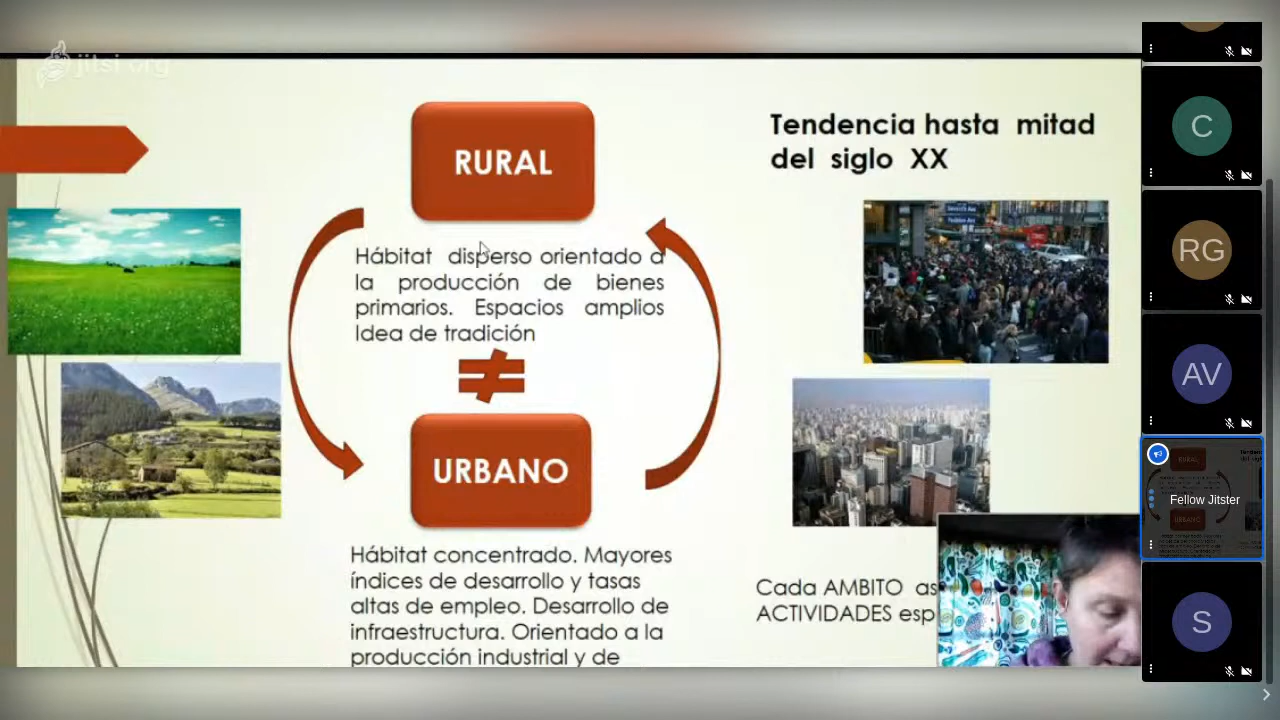 jitsi.org
RURAL
Tendencia hasta mitad
del siglo XX
Hábitat disperso orientado a
la producción de bienes
primarios. Espacios amplios
Idea de tradición
≠
URBANO
Hábitat concentrado. Mayores
índices de desarrollo y tasas
altas de empleo. Desarrollo de
infraestructura. Orientado a la
producción industrial y de
Cada AMBITO as
ACTIVIDADES esp
C
RG
AV
Fellow Jitster
S